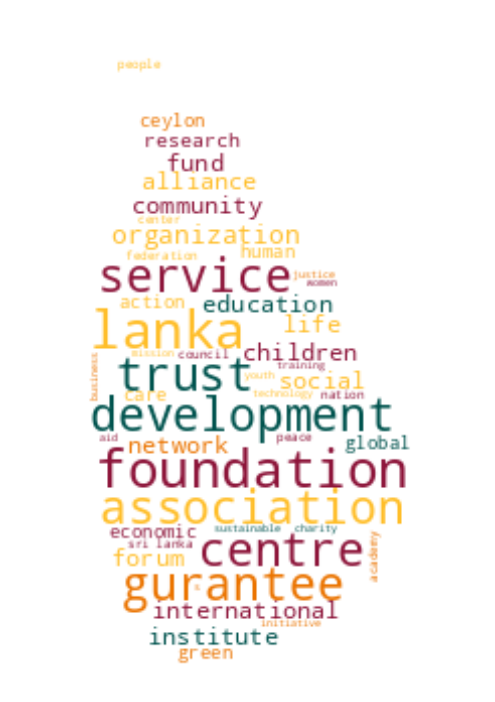 people
ceylon
research
fund
alliance
community
center
organization
federation human
service justice
women
action education
lanka life
mission council children
business trust training
youth social
care technology nation
development
aid network peace global
foundation
association
economic sustainable charity
sri lanka centre
forum academy
gurantee
international
initiative
institute
green